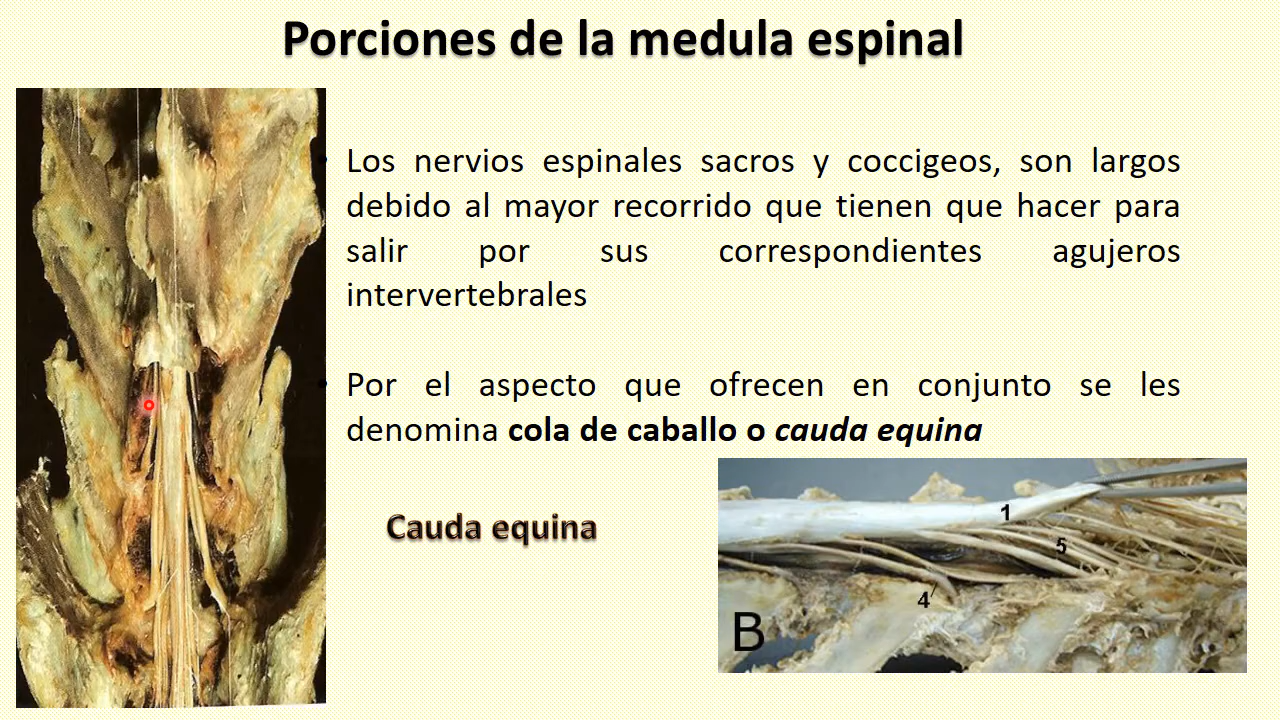 Porciones de la medula espinal
• Los nervios espinales sacros y coccigeos, son largos
debido al mayor recorrido que tienen que hacer para
salir por sus correspondientes agujeros
intervertebrales
• Por el aspecto que ofrecen en conjunto se les
denomina cola de caballo o cauda equina
Cauda equina
1
5
4
B